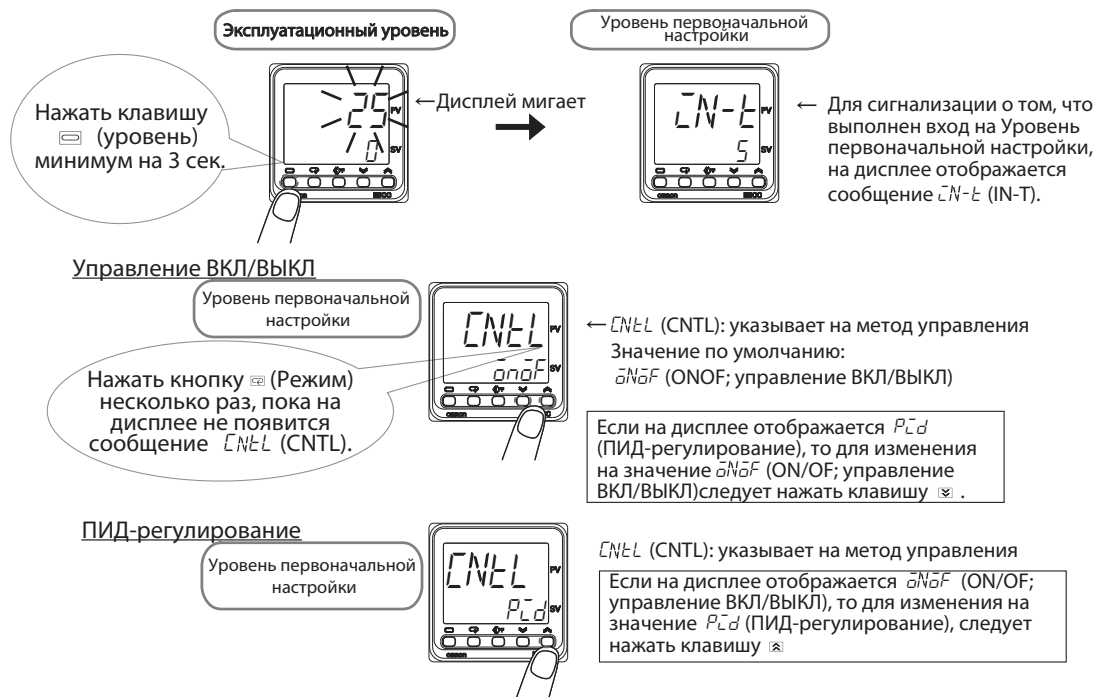 Эксплуатационный уровень
Уровень первоначальной
настройки
Нажать клавишу
(уровень)
минимум на 3 сек.
25
PV
0
SV
omron
←Дисплей мигает
IN-t
PV
5
SV
omron
E5CC
← Для сигнализации о том, что
выполнен вход на Уровень
первоначальной настройки,
на дисплее отображается
сообщение IN-t (IN-T).
Управление ВКЛ/ВЫКЛ
Уровень первоначальной
настройки
Нажать кнопку (Режим)
несколько раз, пока на
дисплее не появится
сообщение CNtL (CNTL).
CNtL
PV
onoF
SV
omron
← CNtL (CNTL): указывает на метод управления
Значение по умолчанию:
oNoF (ONOF; управление ВКЛ/ВЫКЛ)
Если на дисплее отображается Pid
(ПИД-регулирование), то для изменения
на значение oNoF (ON/OF; управление
ВКЛ/ВЫКЛ)следует нажать клавишу .
ПИД-регулирование
Уровень первоначальной
настройки
CNtL
PV
Pid
SV
omron
CNtL (CNTL): указывает на метод управления
Если на дисплее отображается oNoF (ON/OF;
управление ВКЛ/ВЫКЛ), то для изменения на
значение Pid (ПИД-регулирование), следует
нажать клавишу